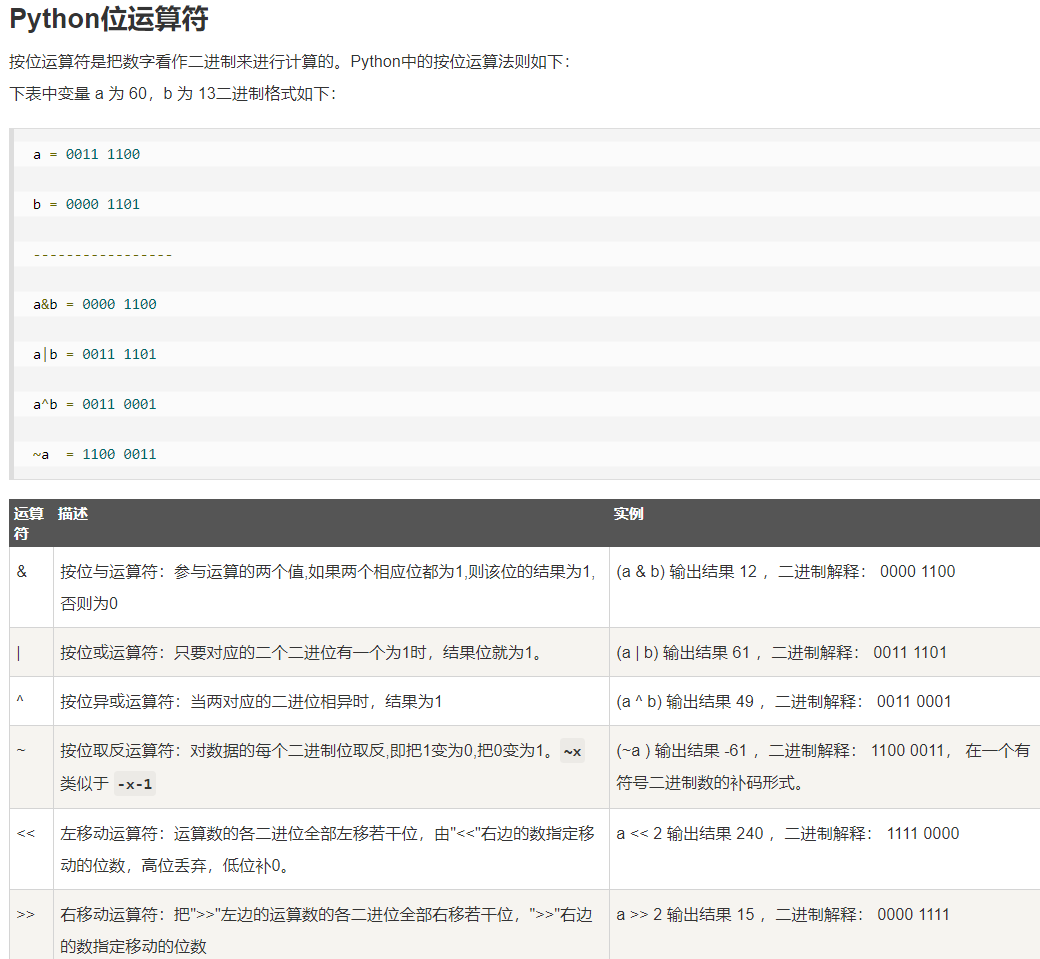 Python位运算符
按位运算符是把数字看作二进制来进行计算的。Python中的按位运算法则如下：
下表中变量 a 为 60，b 为 13二进制格式如下：
a = 0011 1100
b = 0000 1101
-----------------
a&b = 0000 1100
a|b = 0011 1101
a^b = 0011 0001
~a  = 1100 0011
运算 描述 实例
符
& 按位与运算符：参与运算的两个值,如果两个相应位都为1,则该位的结果为1, (a & b) 输出结果 12 ，二进制解释： 0000 1100
否则为0
| 按位或运算符：只要对应的二个二进位有一个为1时，结果位就为1。 (a | b) 输出结果 61 ，二进制解释： 0011 1101
^ 按位异或运算符：当两对应的二进位相异时，结果为1 (a ^ b) 输出结果 49 ，二进制解释： 0011 0001
~ 按位取反运算符：对数据的每个二进制位取反,即把1变为0,把0变为1。 ~x (~a ) 输出结果 -61 ，二进制解释： 1100 0011， 在一个有
类似于 -x-1 符号二进制数的补码形式。
<< 左移动运算符：运算数的各二进位全部左移若干位，由"<<"右边的数指定移 a << 2 输出结果 240 ，二进制解释： 1111 0000
动的位数，高位丢弃，低位补0。
>> 右移动运算符：把">>"左边的运算数的各二进位全部右移若干位，">>"右边 a >> 2 输出结果 15 ，二进制解释： 0000 1111
的数指定移动的位数